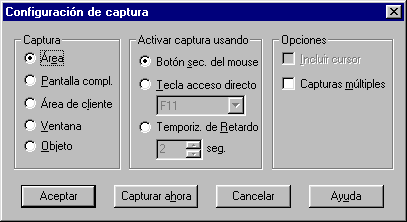 Configuración de captura
Captura
Área
Pantalla compl.
Área de cliente
Ventana
Objeto
Activar captura usando
Botón sec. del mouse
Tecla acceso directo
F11
Temporiz. de Retardo
2 seg.
Opciones
Incluir cursor
Capturas múltiples
Aceptar
Capturar ahora
Cancelar
Ayuda